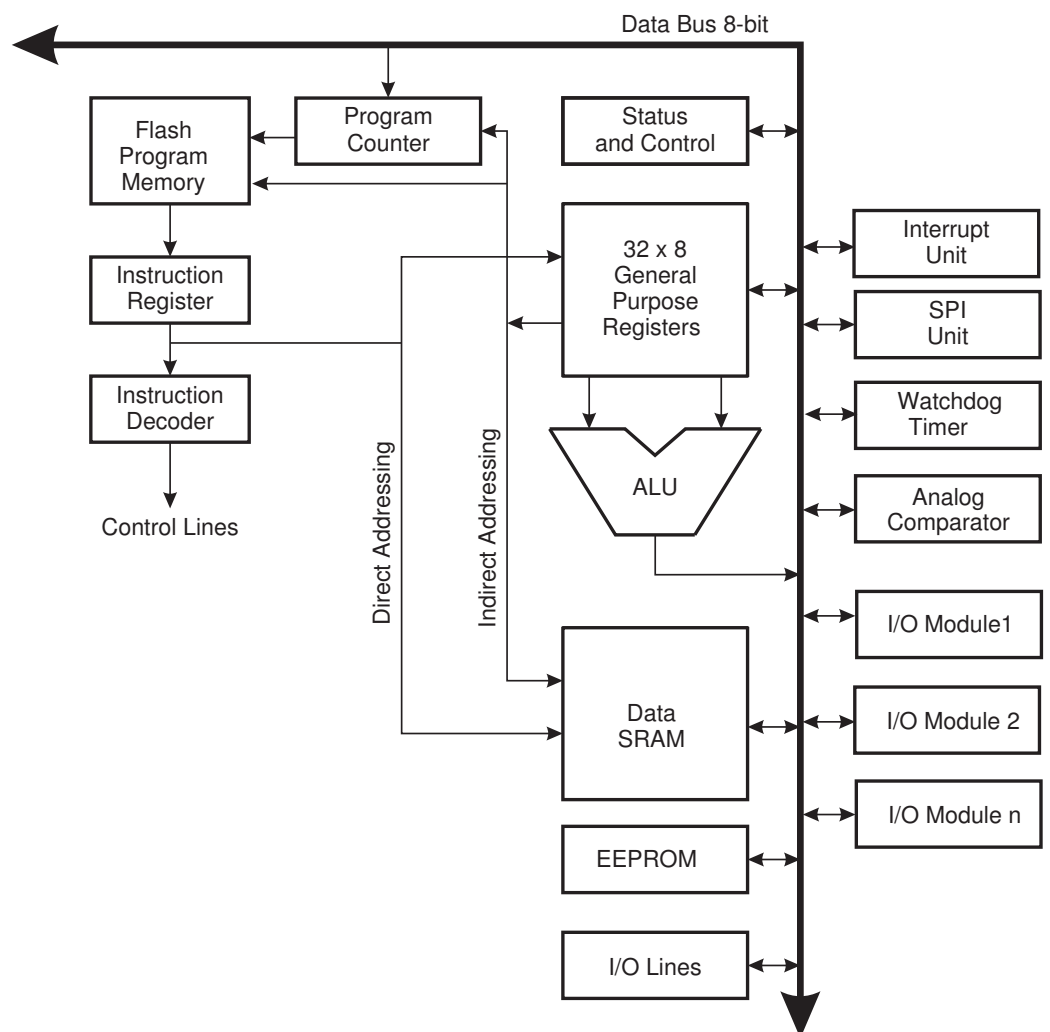 Data Bus 8-bit
Flash
Program
Memory
Program
Counter
Status
and Control
Interrupt
Unit
32 x 8
General
Purpose
Registers
Instruction
Register
SPI
Unit
Instruction
Decoder
Watchdog
Timer
ALU
Analog
Comparator
Control Lines
Direct Addressing
Indirect Addressing
I/O Module1
Data
SRAM
I/O Module 2
I/O Module n
EEPROM
I/O Lines